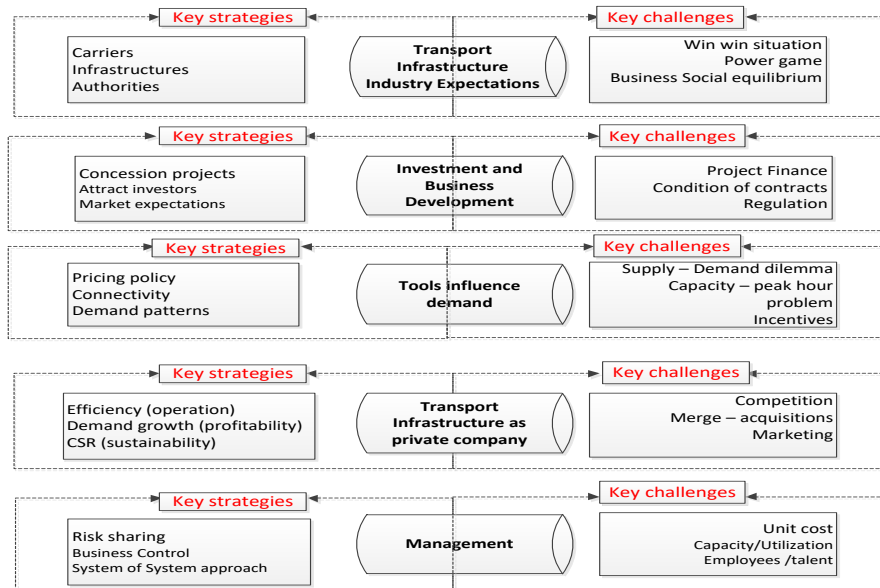 Key strategies
Key challenges
Carriers
Infrastructures
Authorities
Transport
Infrastructure
Industry Expectations
Win win situation
Power game
Business Social equilibrium
Key strategies
Key challenges
Concession projects
Attract investors
Market expectations
Investment and
Business
Development
Project Finance
Condition of contracts
Regulation
Key strategies
Key challenges
Pricing policy
Connectivity
Demand patterns
Tools influence
demand
Supply – Demand dilemma
Capacity – peak hour
problem
Incentives
Key strategies
Key challenges
Efficiency (operation)
Demand growth (profitability)
CSR (sustainability)
Transport
Infrastructure as
private company
Competition
Merge – acquisitions
Marketing
Key strategies
Key challenges
Risk sharing
Business Control
System of System approach
Management
Unit cost
Capacity/Utilization
Employees /talent